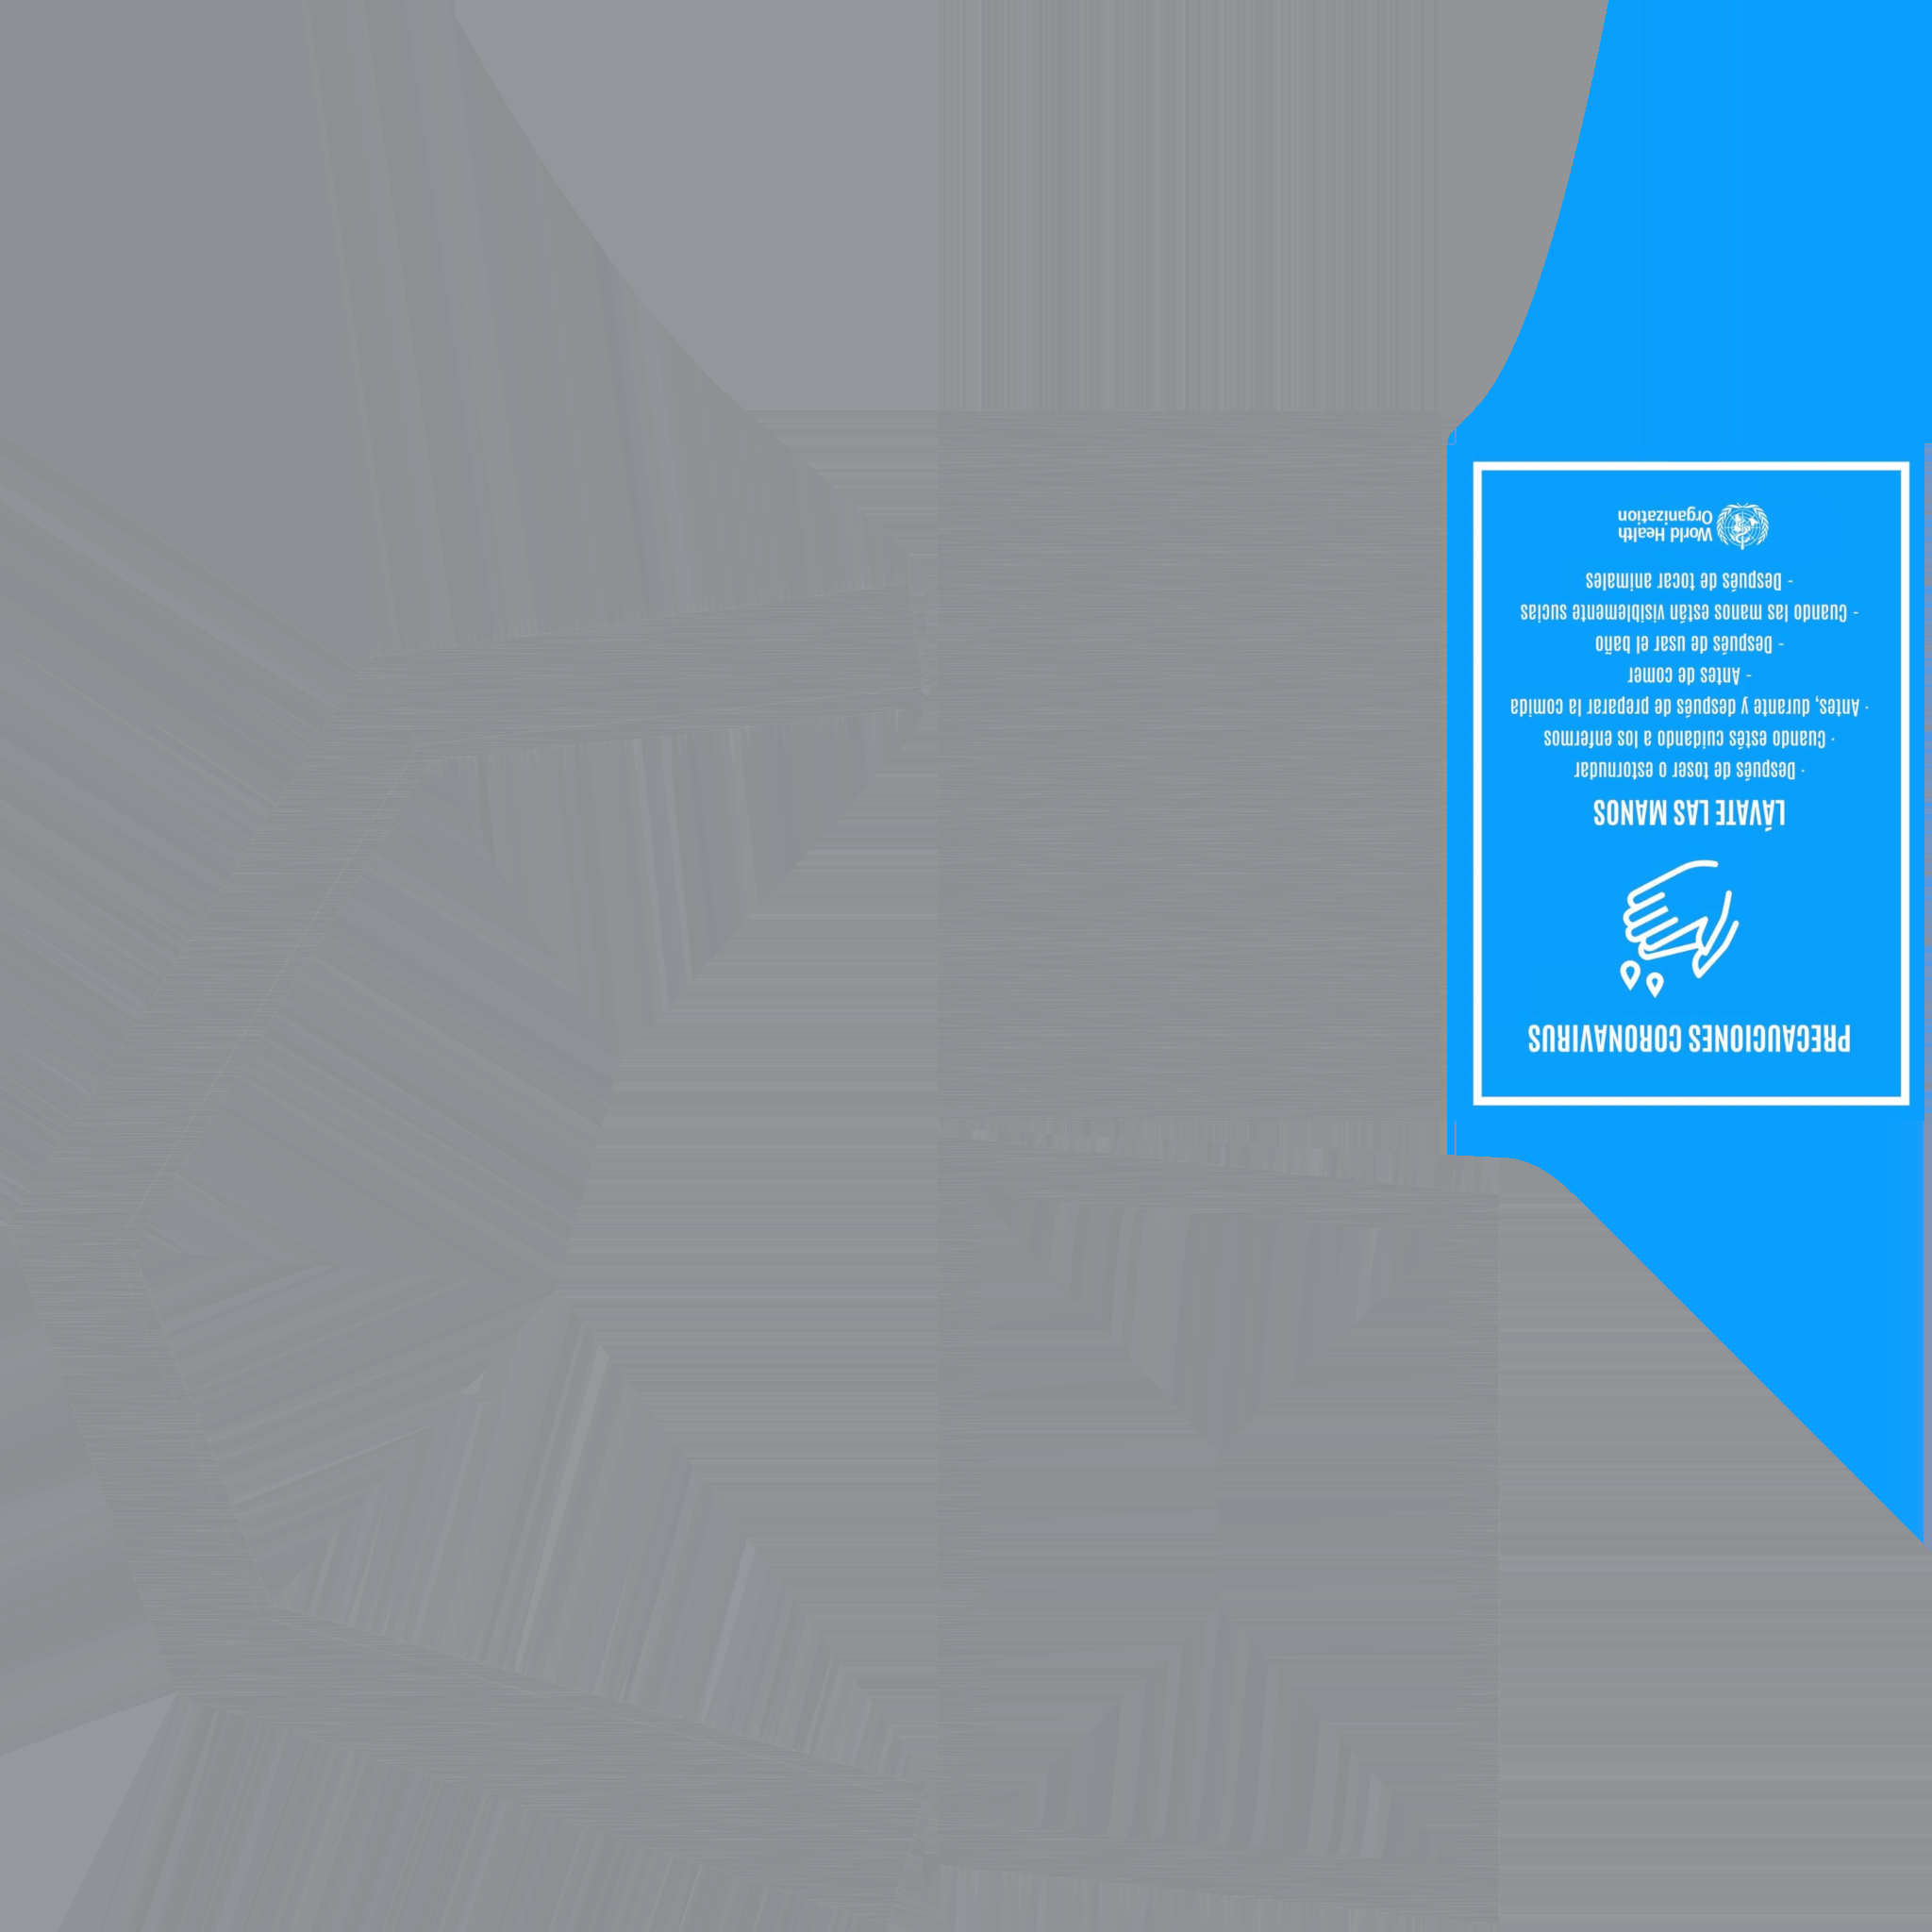 PRECAUCIONES CORONAVIRUS
LÁVATE LAS MANOS
· Después de toser o estornudar
· Cuando estés cuidando a los enfermos
· Antes, durante y después de preparar la comida
- Antes de comer
- Después de usar el baño
- Cuando las manos están visiblemente sucias
- Después de tocar animales
World Health
Organization